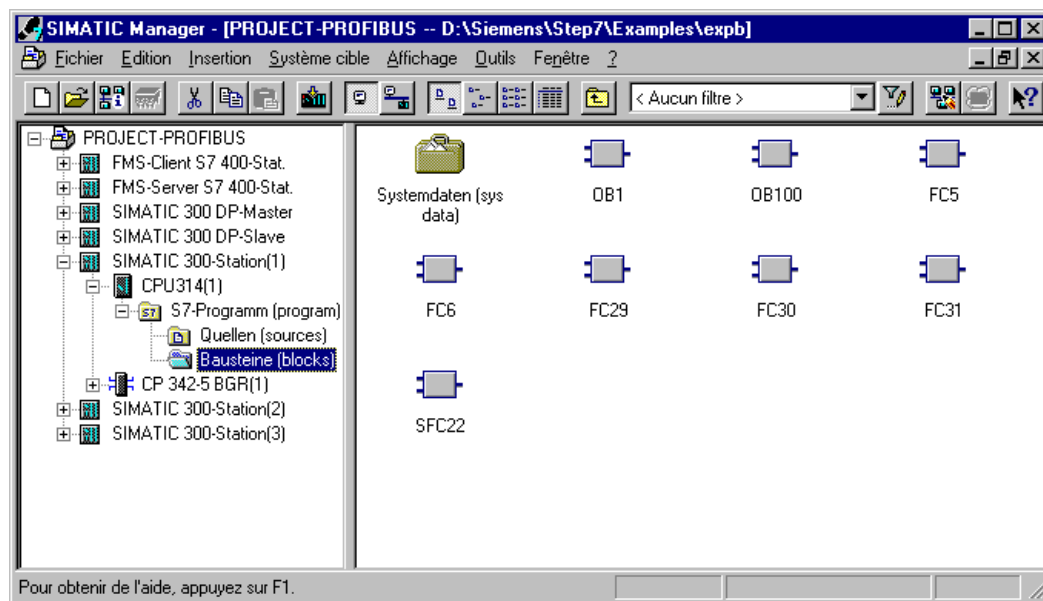 SIMATIC Manager - [PROJECT-PROFIBUS -- D:\Siemens\Step7\Examples\expb]
Fichier Edition Insertion Système cible Affichage Outils Fenêtre ?
< Aucun filtre >
PROJECT-PROFIBUS
FMS-Client S7 400-Stat.
FMS-Server S7 400-Stat.
SIMATIC 300 DP-Master
SIMATIC 300 DP-Slave
SIMATIC 300-Station(1)
CPU314(1)
S7-Programm (program)
Quellen (sources)
Bausteine (blocks)
CP 342-5 BGR(1)
SIMATIC 300-Station(2)
SIMATIC 300-Station(3)
Systemdaten (sys
data)
OB1
OB100
FC5
FC6
FC29
FC30
FC31
SFC22
Pour obtenir de l'aide, appuyez sur F1.